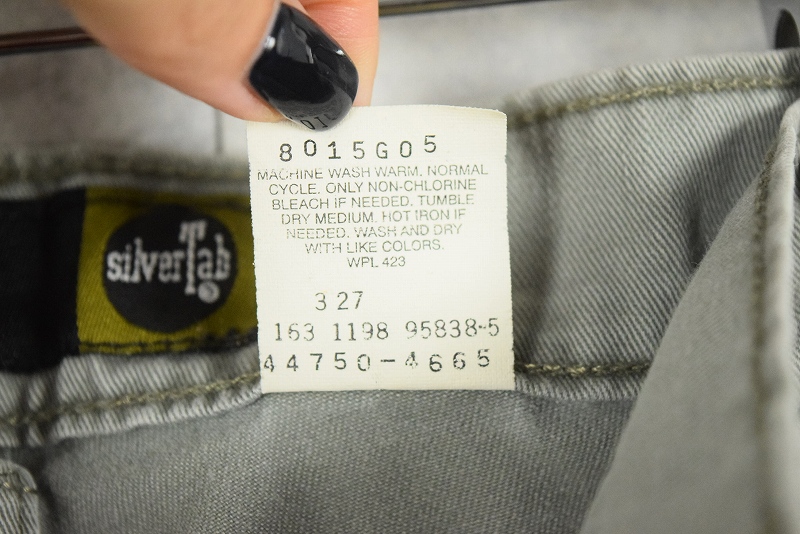 8015G05
MACHINE WASH WARM. NORMAL
CYCLE. ONLY NON-CHLORINE
BLEACH IF NEEDED. TUMBLE
DRY MEDIUM. HOT IRON IF
NEEDED. WASH AND DRY
WITH LIKE COLORS.
WPL 423
3 27
163 1198 95838-5
44750-4665
silverTab